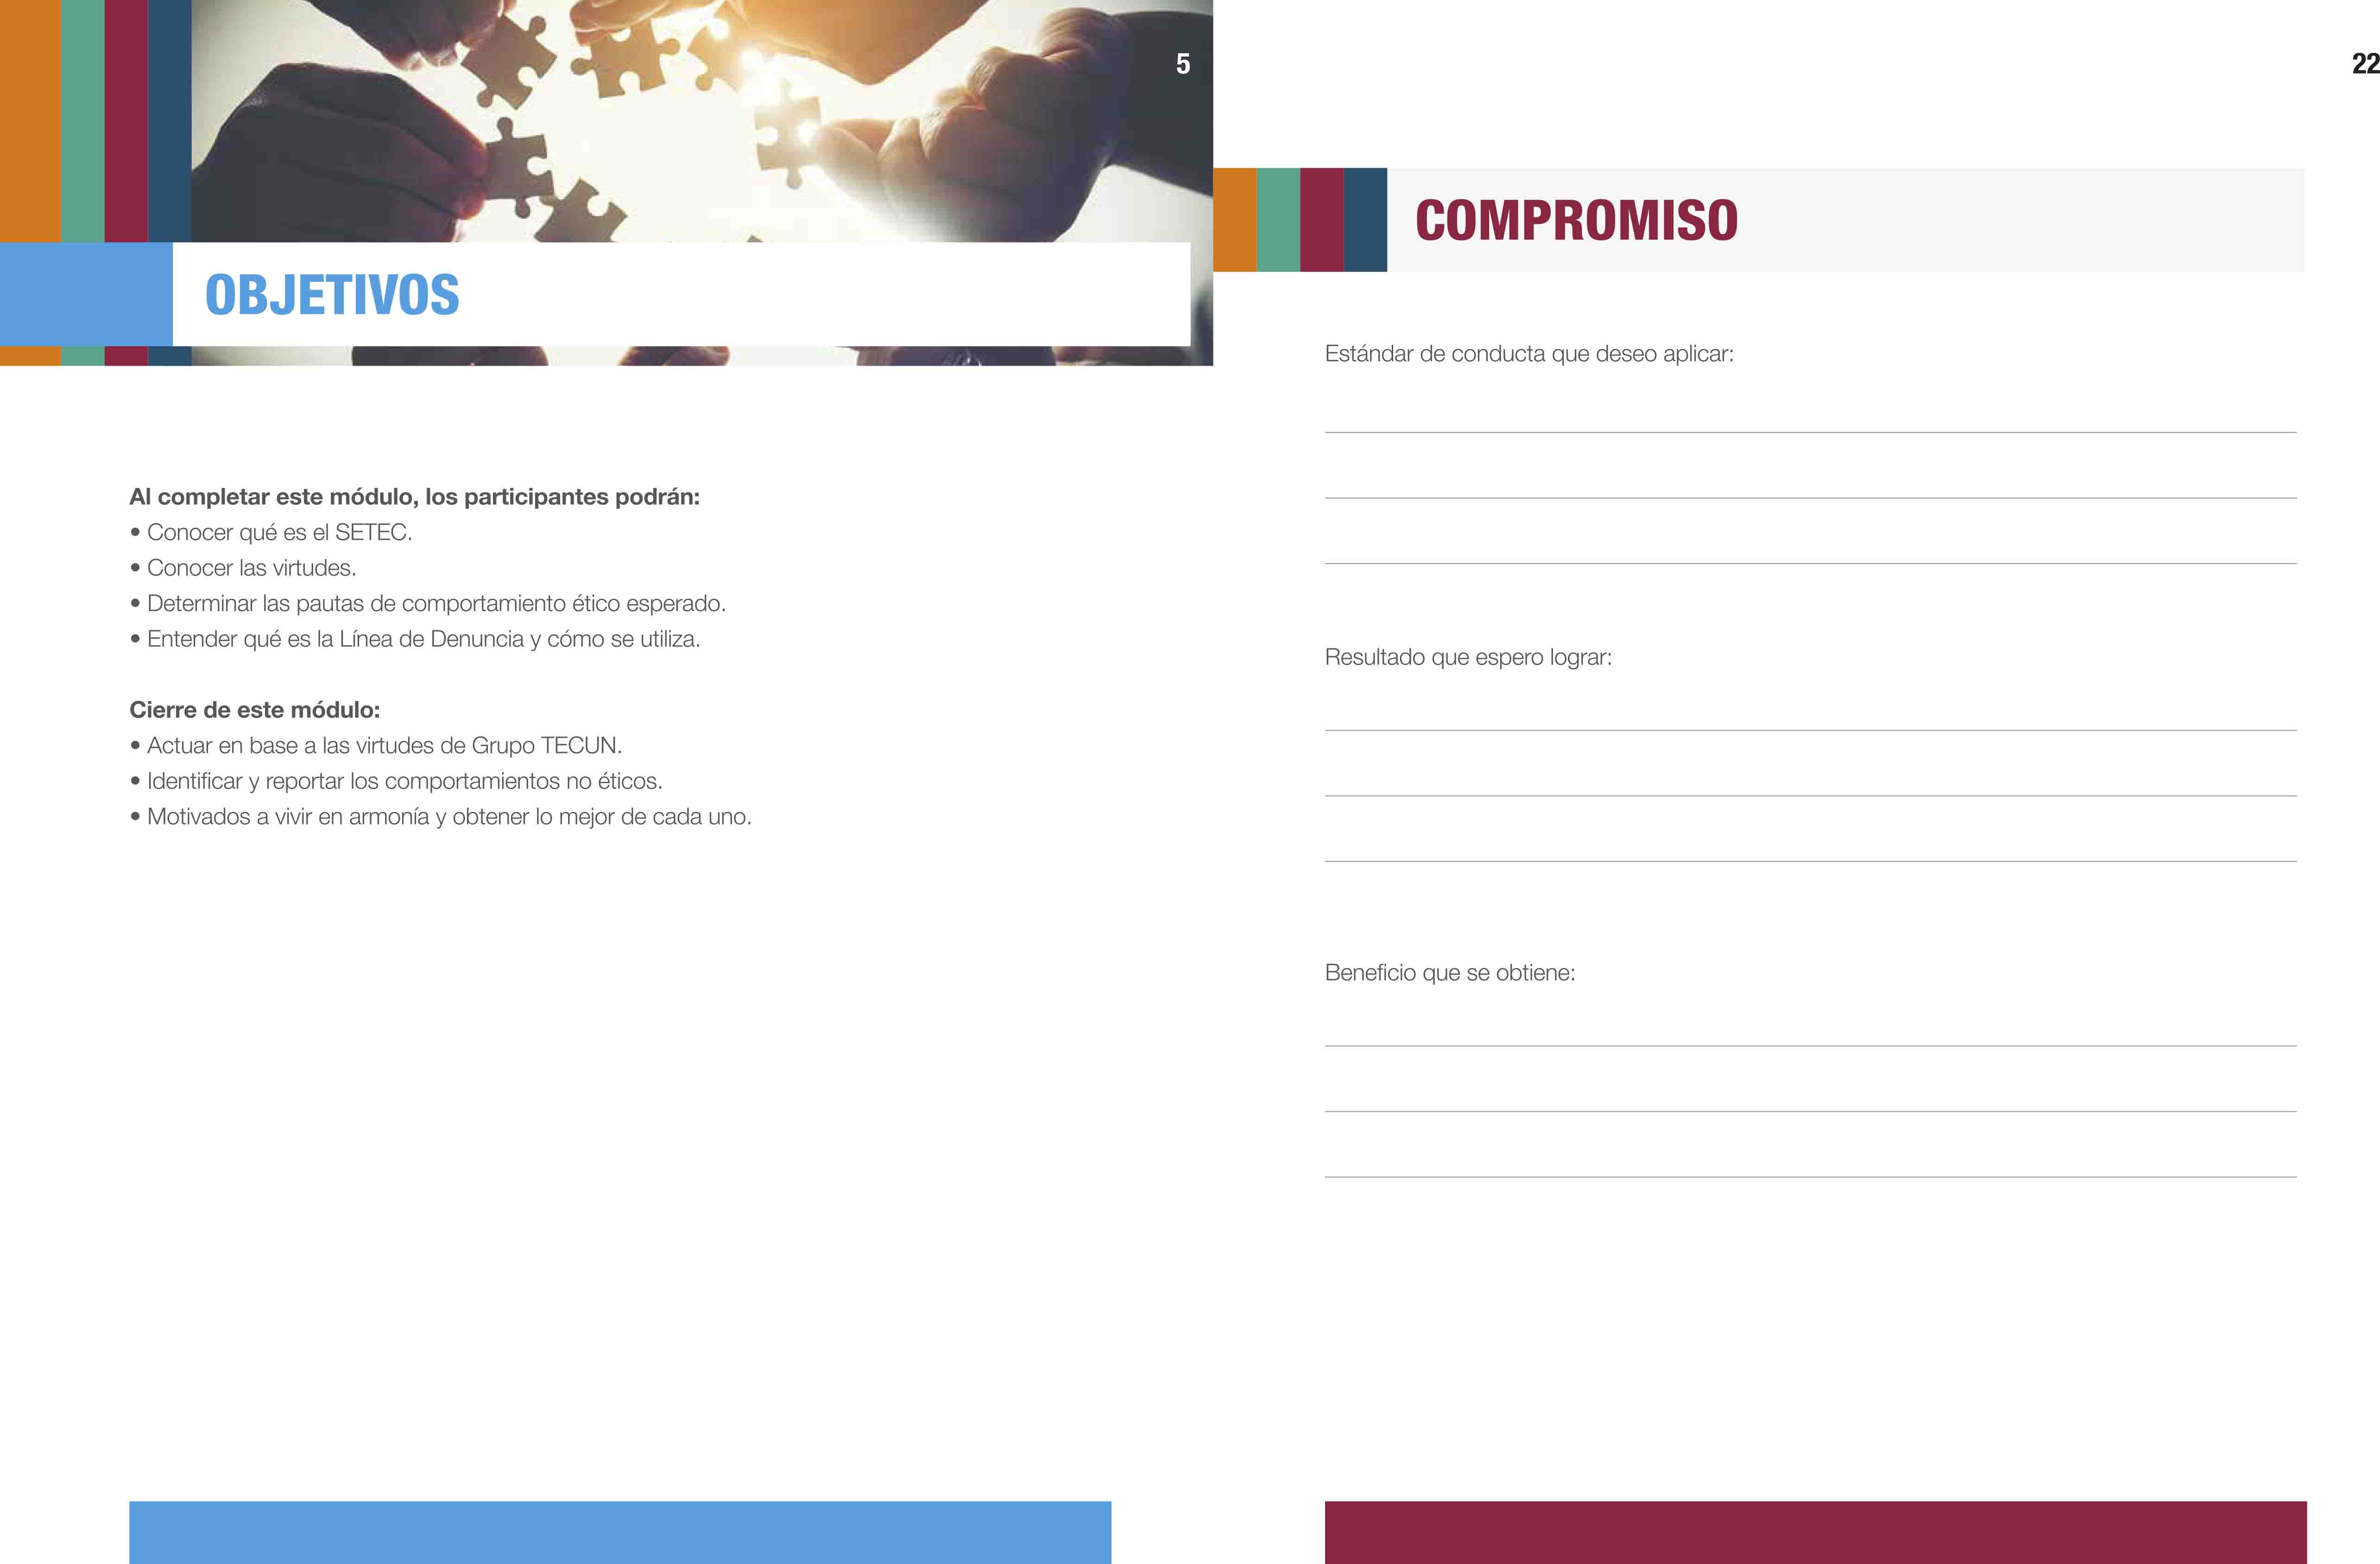 5
OBJETIVOS
Al completar este módulo, los participantes podrán:
• Conocer qué es el SETEC.
• Conocer las virtudes.
• Determinar las pautas de comportamiento ético esperado.
• Entender qué es la Línea de Denuncia y cómo se utiliza.
Cierre de este módulo:
• Actuar en base a las virtudes de Grupo TECUN.
• Identificar y reportar los comportamientos no éticos.
• Motivados a vivir en armonía y obtener lo mejor de cada uno.
22
COMPROMISO
Estándar de conducta que deseo aplicar:
Resultado que espero lograr:
Beneficio que se obtiene: